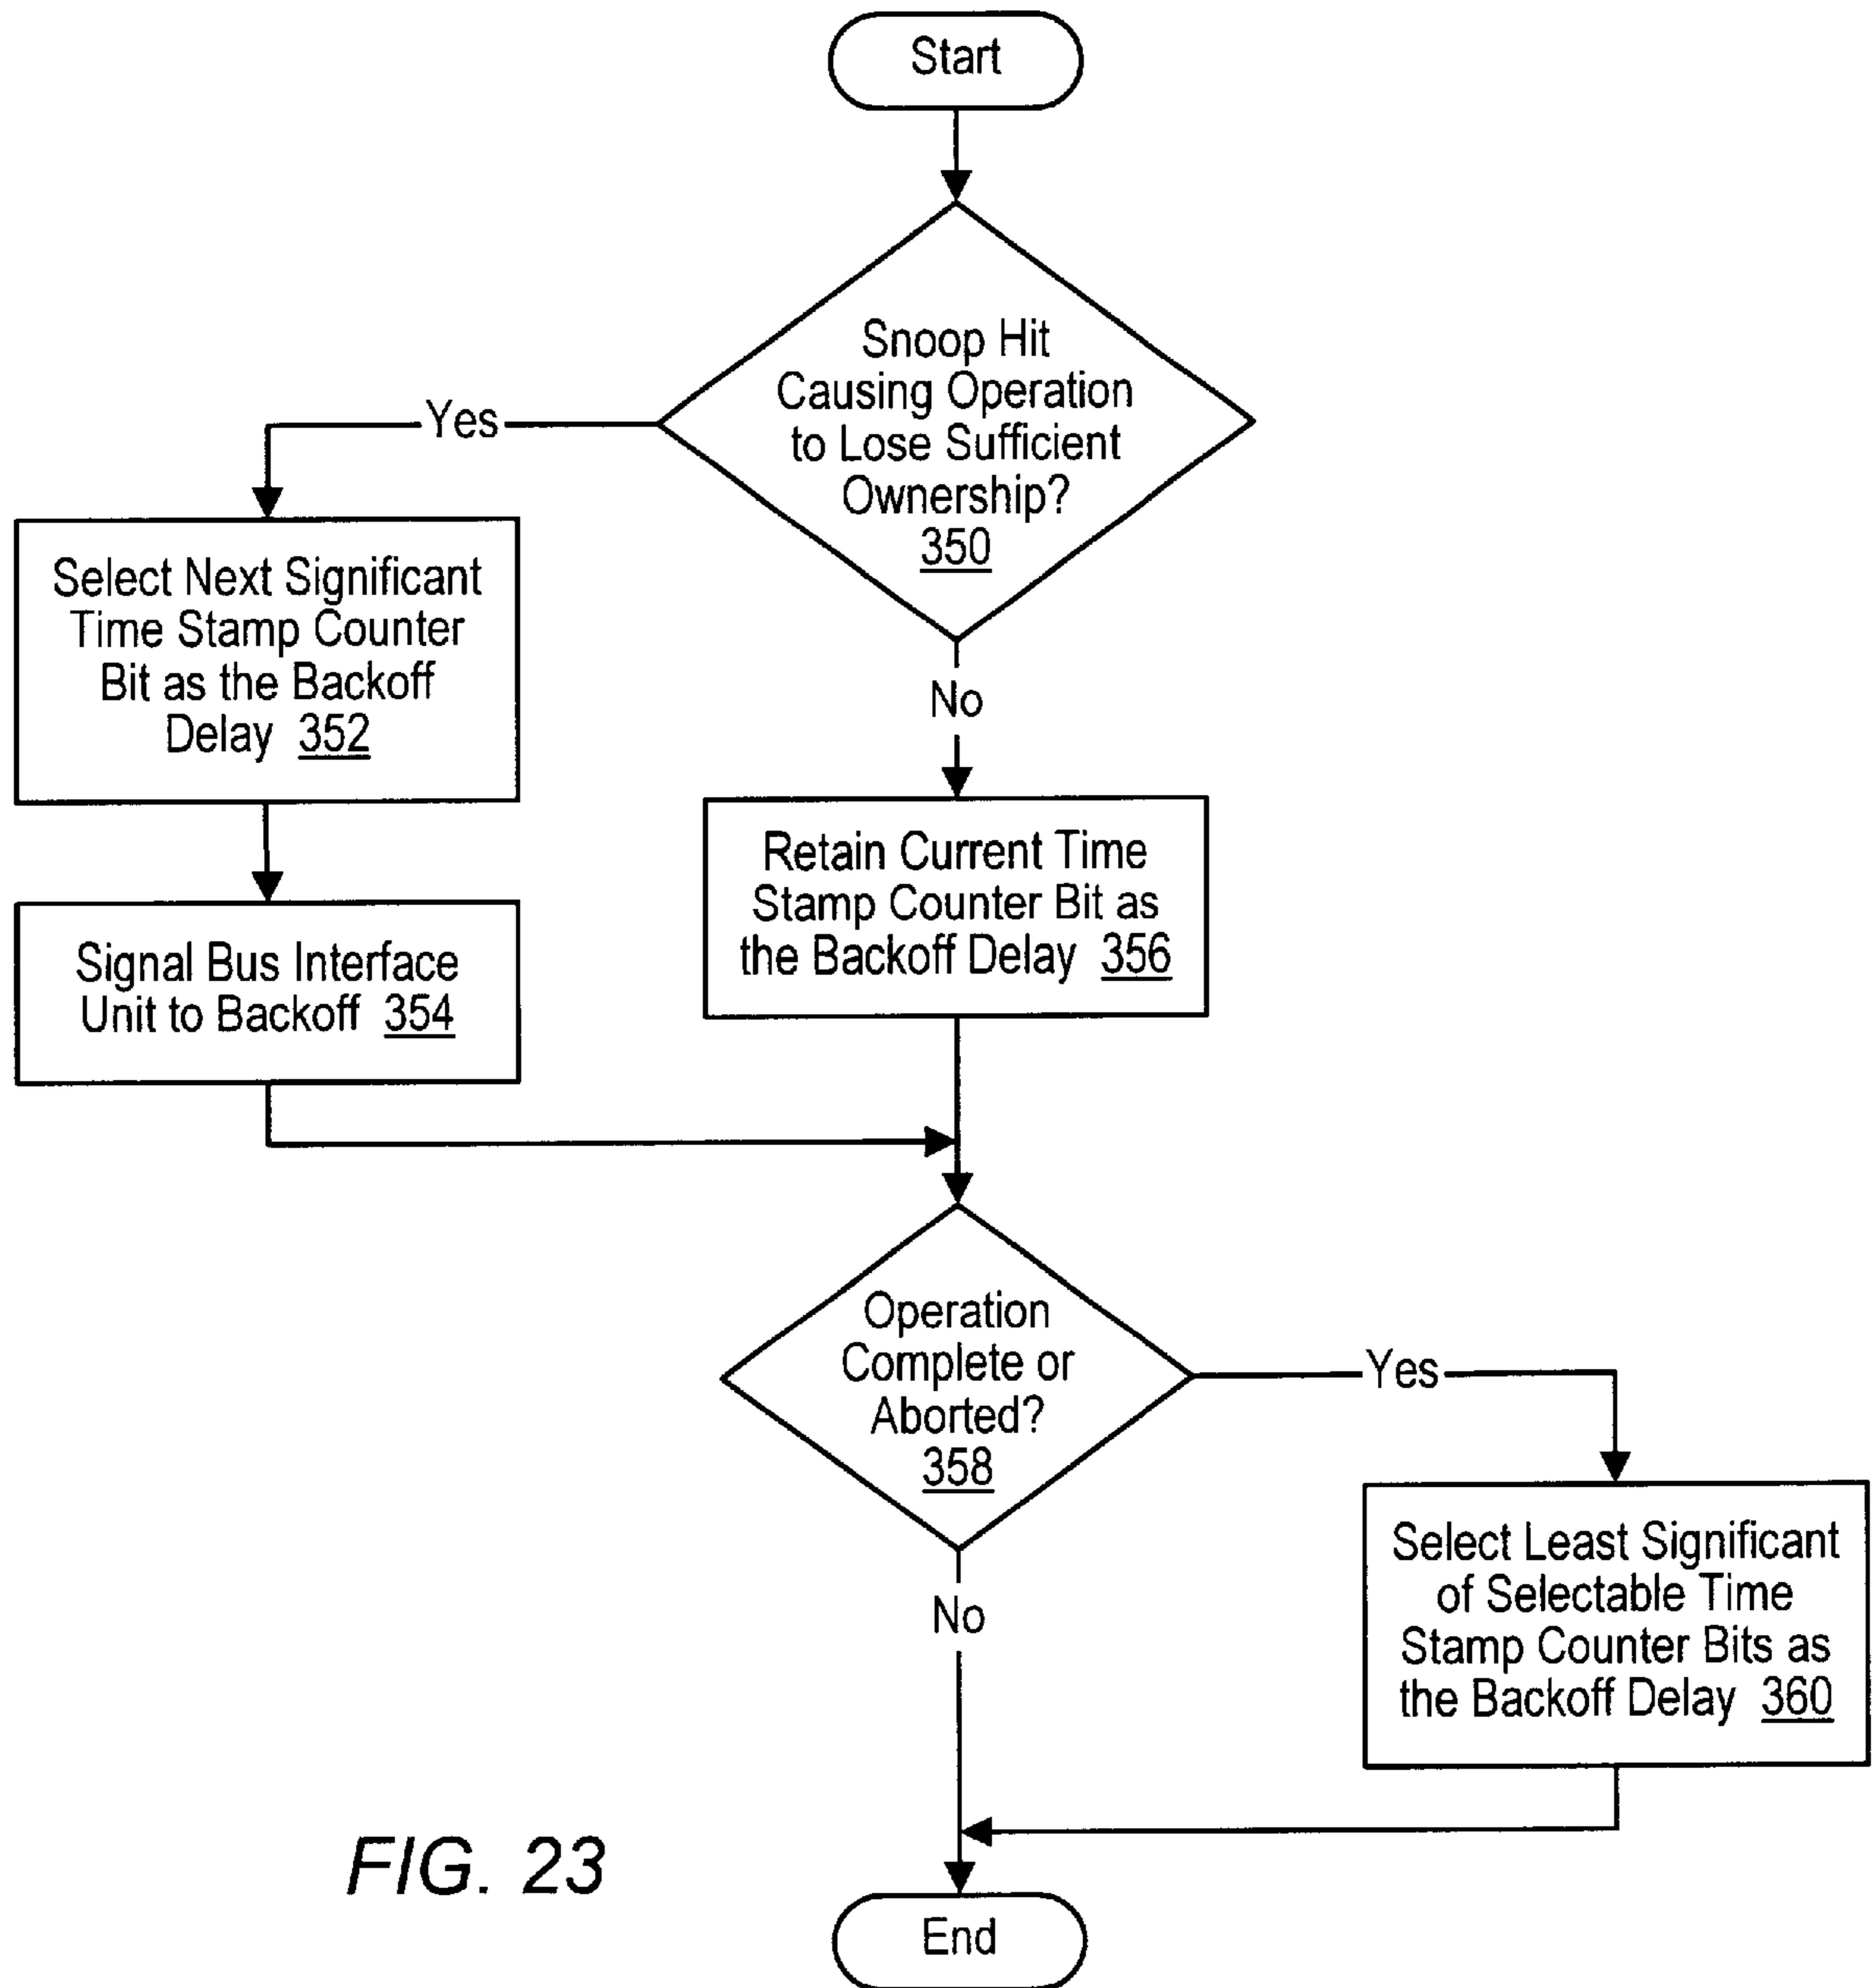 Start
Snoop Hit
Causing Operation
to Lose Sufficient
Ownership?
350
Yes
No
Select Next Significant
Time Stamp Counter
Bit as the Backoff
Delay 352
Signal Bus Interface
Unit to Backoff 354
Retain Current Time
Stamp Counter Bit as
the Backoff Delay 356
Operation
Complete or
Aborted?
358
Yes
No
Select Least Significant
of Selectable Time
Stamp Counter Bits as
the Backoff Delay 360
FIG. 23
End